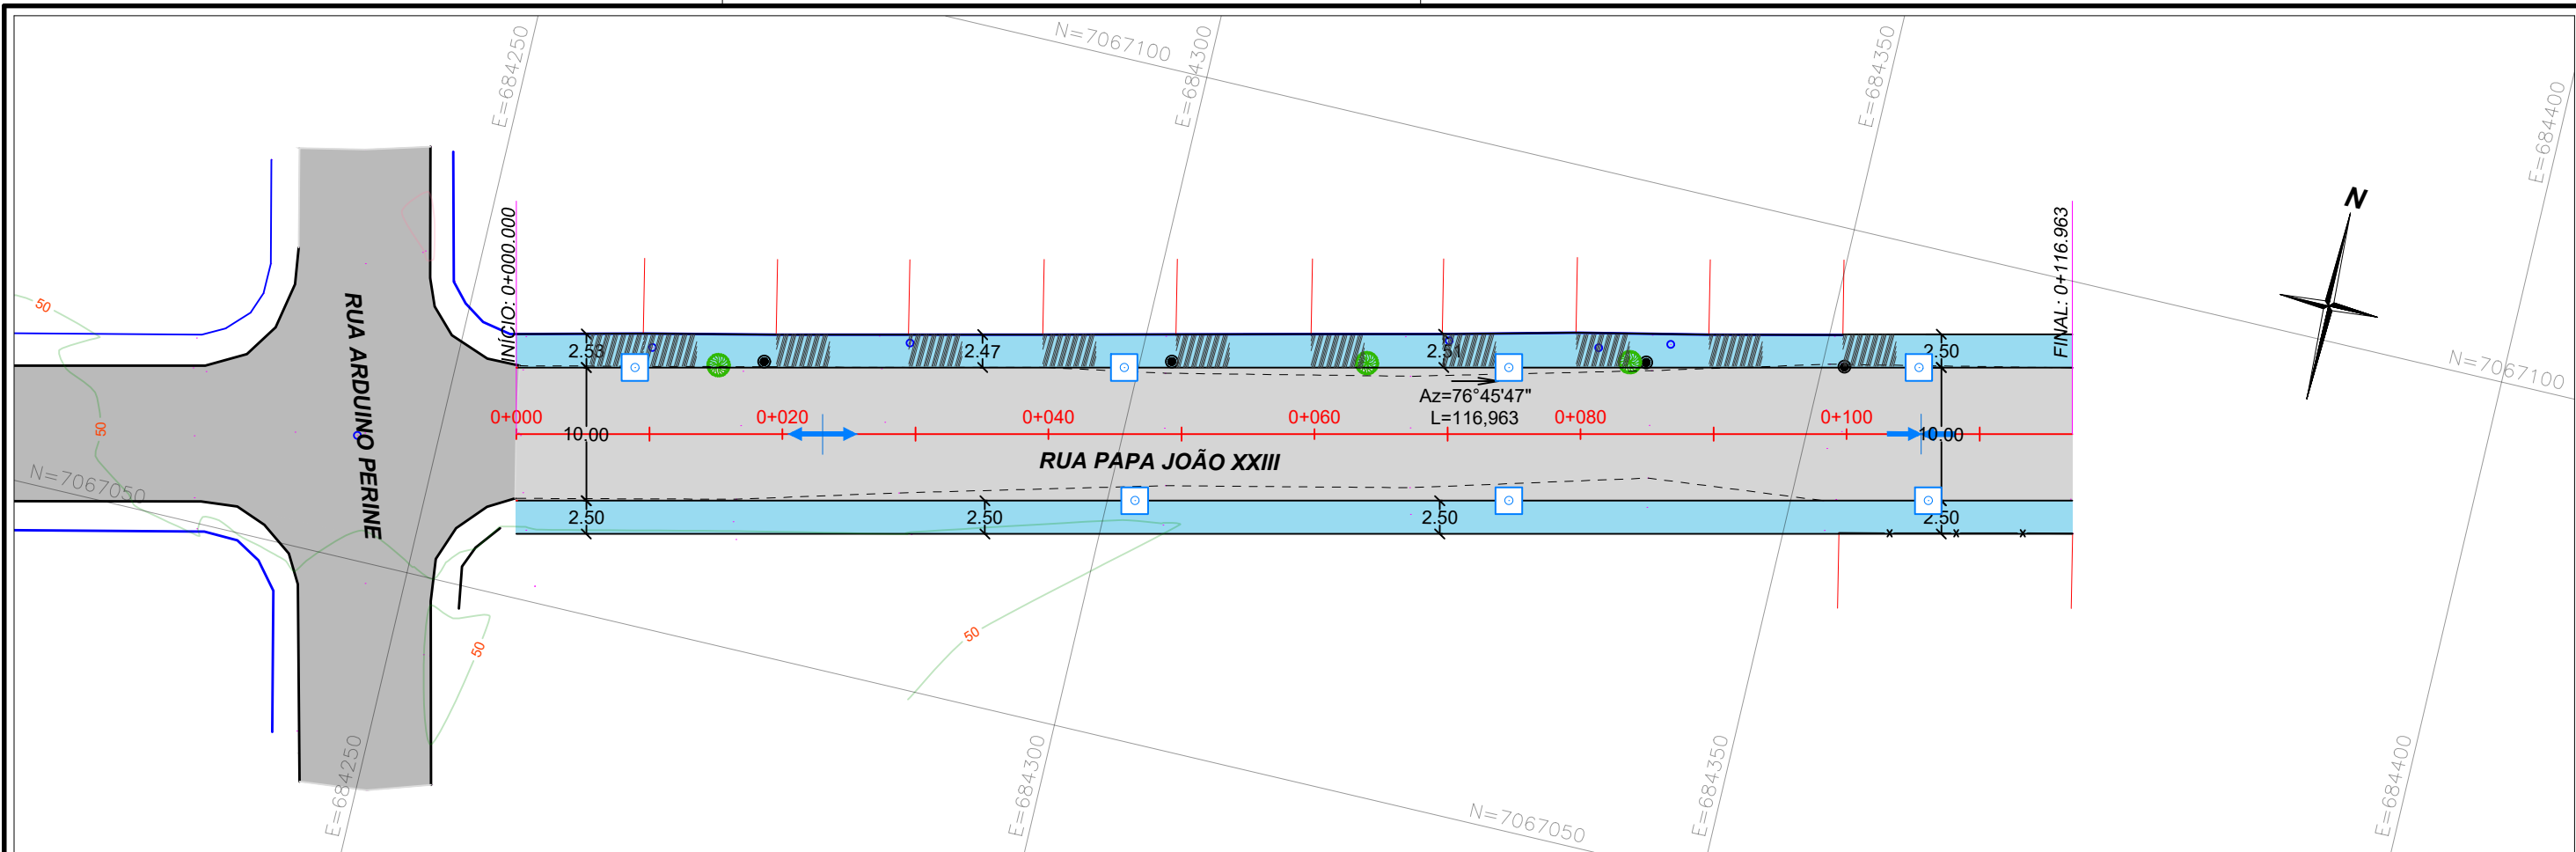 N=7067100
E=684250
E=684300
E=684350
E=684400
N
INÍCIO: 0+000.000
FINAL: 0+116.963
50
RUA ARDUINO PERINE
2.53
2.47
2.51
2.50
N=7067100
Az=76°45'47"
L=116,963
0+000
0+020
0+040
0+060
0+080
0+100
50
10.00
10.00
RUA PAPA JOÃO XXIII
N=7067050
2.50
2.50
2.50
2.50
50
50
E=684250
E=684300
E=684350
E=684400
N=7067050